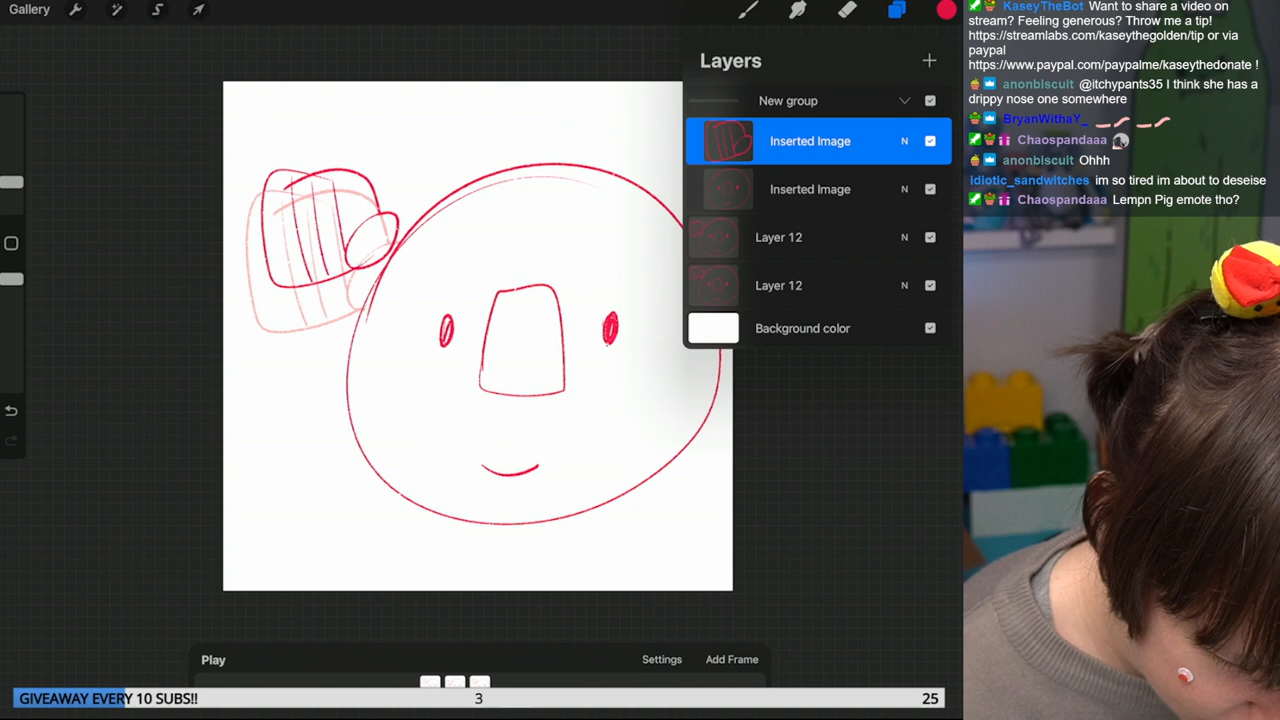 Gallery
Layers
New group
Inserted Image N
Inserted Image N
Layer 12 N
Layer 12 N
Background color
Play
Settings
Add Frame
GIVEAWAY EVERY 10 SUBS!!
3
25
KaseyTheBot Want to share a video on
stream? Feeling generous? Throw me a tip!
https://streamlabs.com/kaseythegolden/tip or via
paypal
https://www.paypal.com/paypalme/kaseythedonate !
anonbiscuit @itchypants35 I think she has a
drippy nose one somewhere
BryanWithaY_
Chaospandaaa
anonbiscuit Ohhh
idiotic_sandwitches im so tired im about to deseise
Chaospandaaa Lempn Pig emote tho?